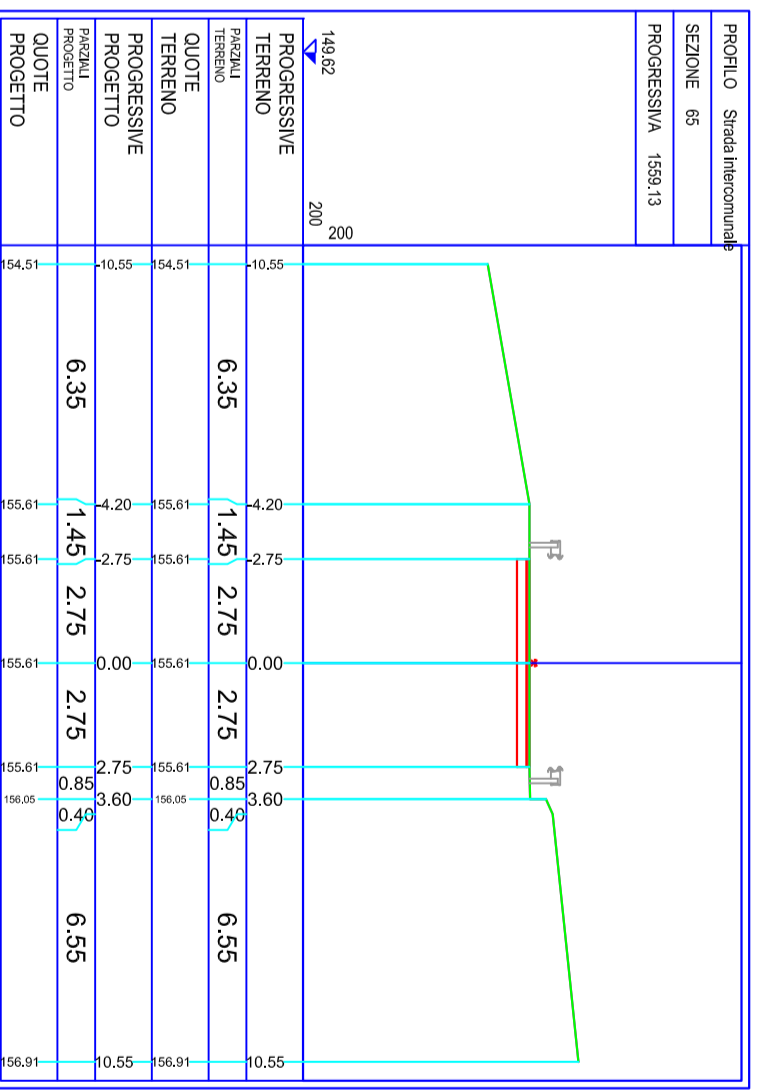 PROFILO Strada intercomunale
SEZIONE 65
PROGRESSIVA 1559.13
200
149.62 200
PROGRESSIVE
TERRENO
-10.55 -4.20 -2.75 0.00 2.75 3.60 10.55
PARZIALI
TERRENO
6.35 1.45 2.75 2.75 0.85 0.40 6.55
QUOTE
TERRENO
154.51 155.61 155.61 155.61 155.61 156.05 156.91
PROGRESSIVE
PROGETTO
-10.55 -4.20 -2.75 0.00 2.75 3.60 10.55
PARZIALI
PROGETTO
6.35 1.45 2.75 2.75 0.85 0.40 6.55
QUOTE
PROGETTO
154.51 155.61 155.61 155.61 155.61 156.05 156.91